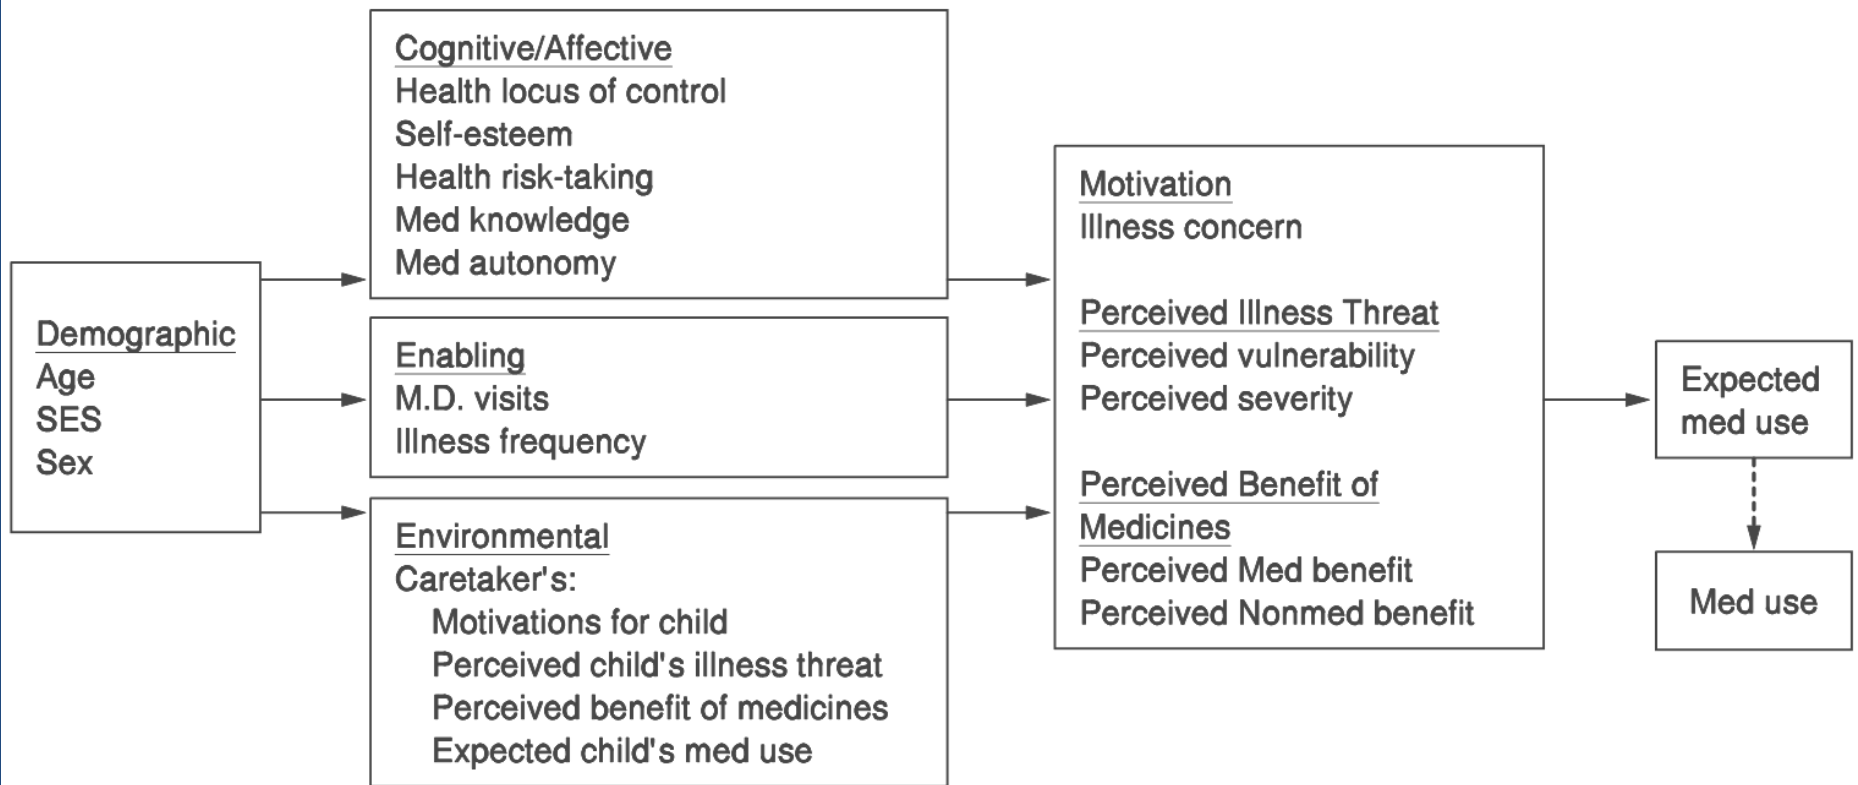 Demographic
Age
SES
Sex
Cognitive/Affective
Health locus of control
Self-esteem
Health risk-taking
Med knowledge
Med autonomy
Enabling
M.D. visits
Illness frequency
Environmental
Caretaker's:
Motivations for child
Perceived child's illness threat
Perceived benefit of medicines
Expected child's med use
Motivation
Illness concern
Perceived Illness Threat
Perceived vulnerability
Perceived severity
Perceived Benefit of
Medicines
Perceived Med benefit
Perceived Nonmed benefit
Expected
med use
Med use